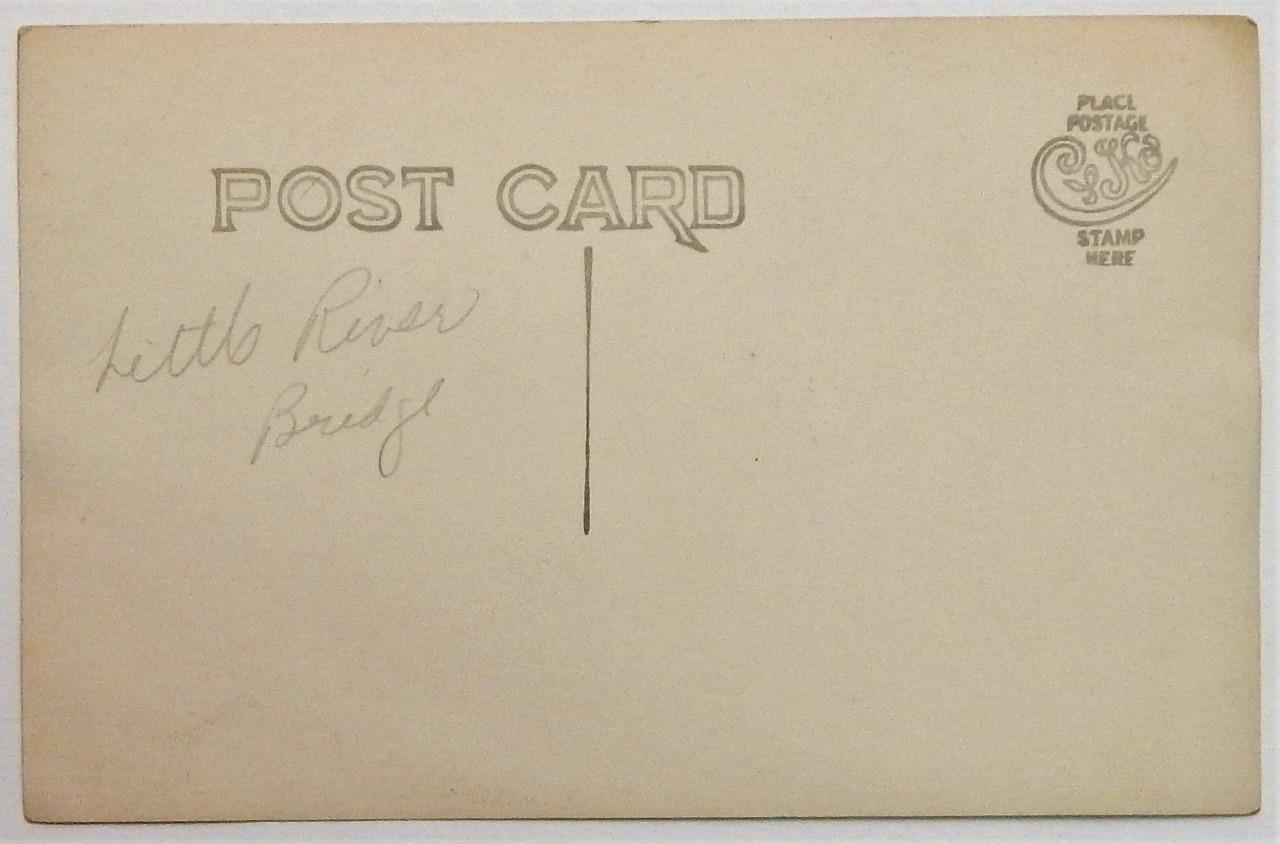 POST CARD
PLACE
POSTAGE
STAMP
HERE
Little River
Bridge